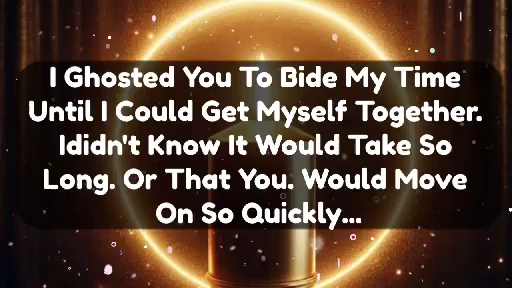 I Ghosted You To Bide My Time
Until I Could Get Myself Together.
Ididn't Know It Would Take So
Long. Or That You. Would Move
On So Quickly...